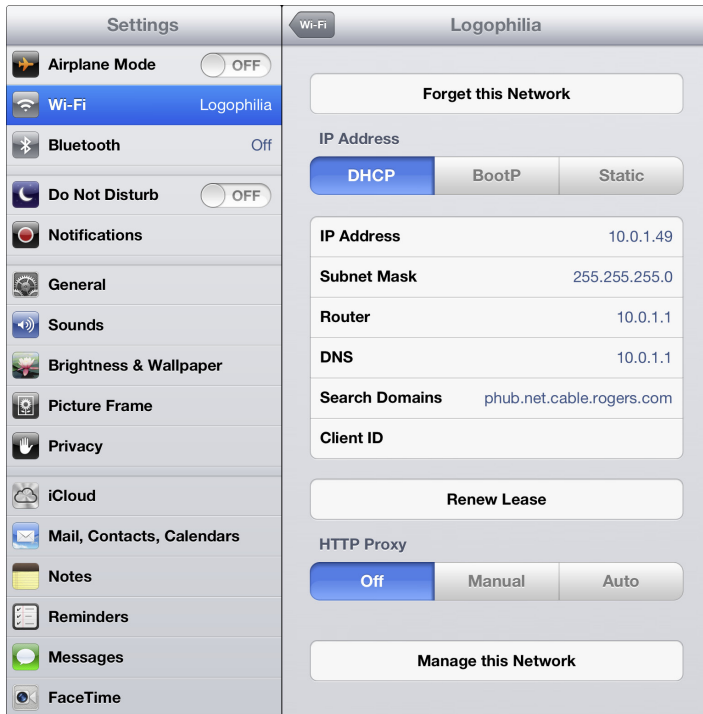 Settings
Airplane Mode OFF
Wi-Fi Logophilia
Bluetooth Off
Do Not Disturb OFF
Notifications
General
Sounds
Brightness & Wallpaper
Picture Frame
Privacy
iCloud
Mail, Contacts, Calendars
Notes
Reminders
Messages
FaceTime
Wi-Fi Logophilia
Forget this Network
IP Address
DHCP BootP Static
IP Address 10.0.1.49
Subnet Mask 255.255.255.0
Router 10.0.1.1
DNS 10.0.1.1
Search Domains phub.net.cable.rogers.com
Client ID
Renew Lease
HTTP Proxy
Off Manual Auto
Manage this Network